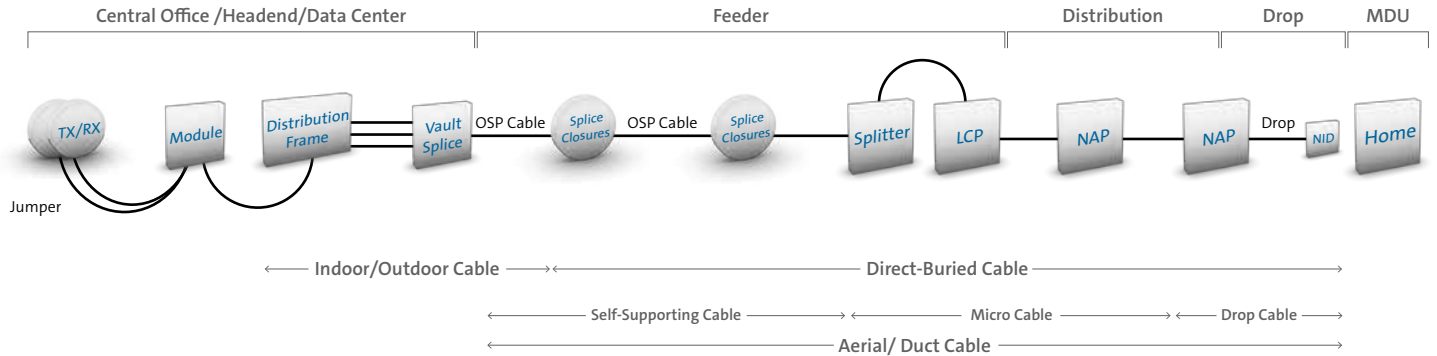 Central Office /Headend/Data Center
Feeder
Distribution
Drop
MDU
TX/RX
Module
Distribution
Frame
Vault
Splice
OSP Cable
Splice
Closures
OSP Cable
Splice
Closures
Splitter
LCP
NAP
NAP
Drop
NID
Home
Jumper
Indoor/Outdoor Cable
Direct-Buried Cable
Self-Supporting Cable
Micro Cable
Drop Cable
Aerial/ Duct Cable